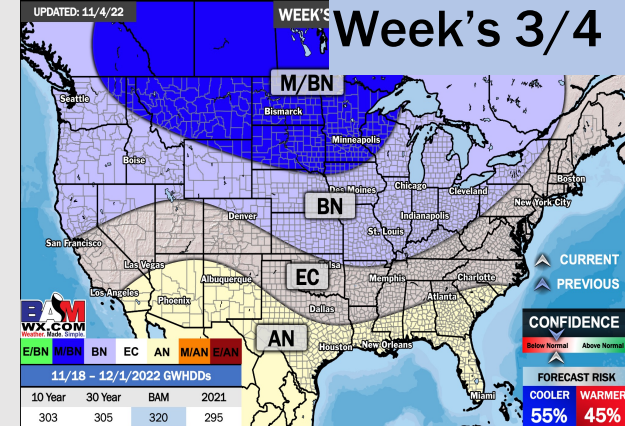 UPDATED: 11/4/22
WEEK'S
Week's 3/4
M/BN
Seattle
Bismarck
Minneapolis
Boise
Des Moines
Chicago
Cleveland
Boston
New York City
BN
Denver
Indianapolis
St. Louis
San Francisco
Las Vegas
lsa
CURRENT
Albuquerque
EC
Memphis
Charlotte
PREVIOUS
Los Angeles
Phoenix
Atlanta
Dallas
BAM
WX.COM
Weather. Made. Simple.
CONFIDENCE
AN
Houston
New Orleans
Below Normal
Above Normal
E/BN
M/BN
BN
EC
AN
M/AN
E/AN
11/18 – 12/1/2022 GWHDDs
FORECAST RISK
10 Year
30 Year
BAM
2021
Miami
COOLER
WARMER
303
305
320
295
55%
45%